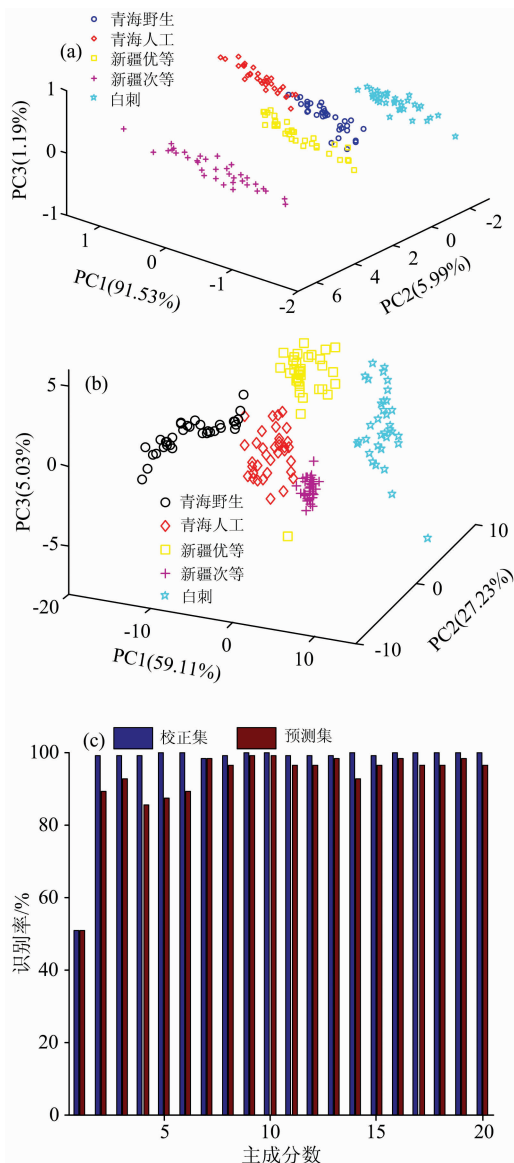 (a)
青海野生
青海人工
新疆优等
新疆次等
白刺
PC3(1.19%)
1
0
-1
1
0
-1
-2
PC1(91.53%)
6
4
2
0
-2
PC2(5.99%)
(b)
PC3(5.03%)
5
0
-5
-20
青海野生
青海人工
新疆优等
新疆次等
白刺
-10
0
10
PC1(59.11%)
-10
0
10
PC2(27.23%)
(c)
校正集
预测集
识别率/%
100
80
60
40
20
0
5
10
15
20
主成分数